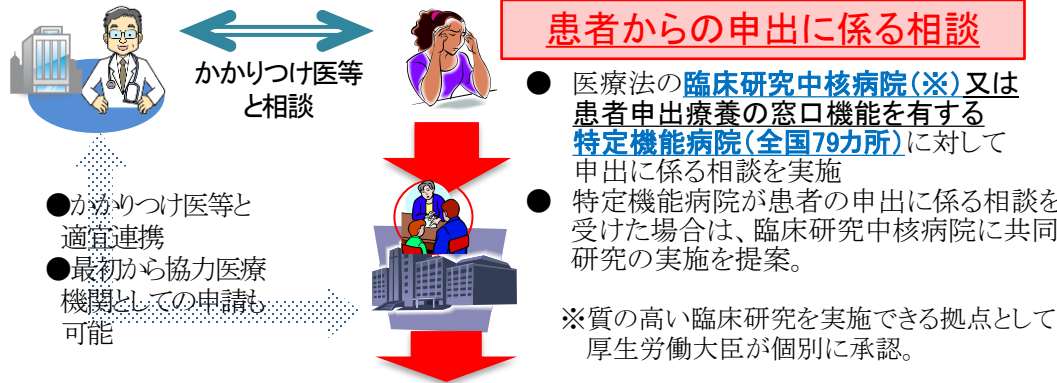 患者からの申出に係る相談
かかりつけ医等
と相談
● 医療法の臨床研究中核病院（※）又は
患者申出療養の窓口機能を有する
特定機能病院（全国79カ所）に対して
申出に係る相談を実施
● 特定機能病院が患者の申出に係る相談を
受けた場合は、臨床研究中核病院に共同
研究の実施を提案。
※質の高い臨床研究を実施できる拠点として
厚生労働大臣が個別に承認。
●かかりつけ医等と
適宜連携
●最初から協力医療
機関としての申請も
可能